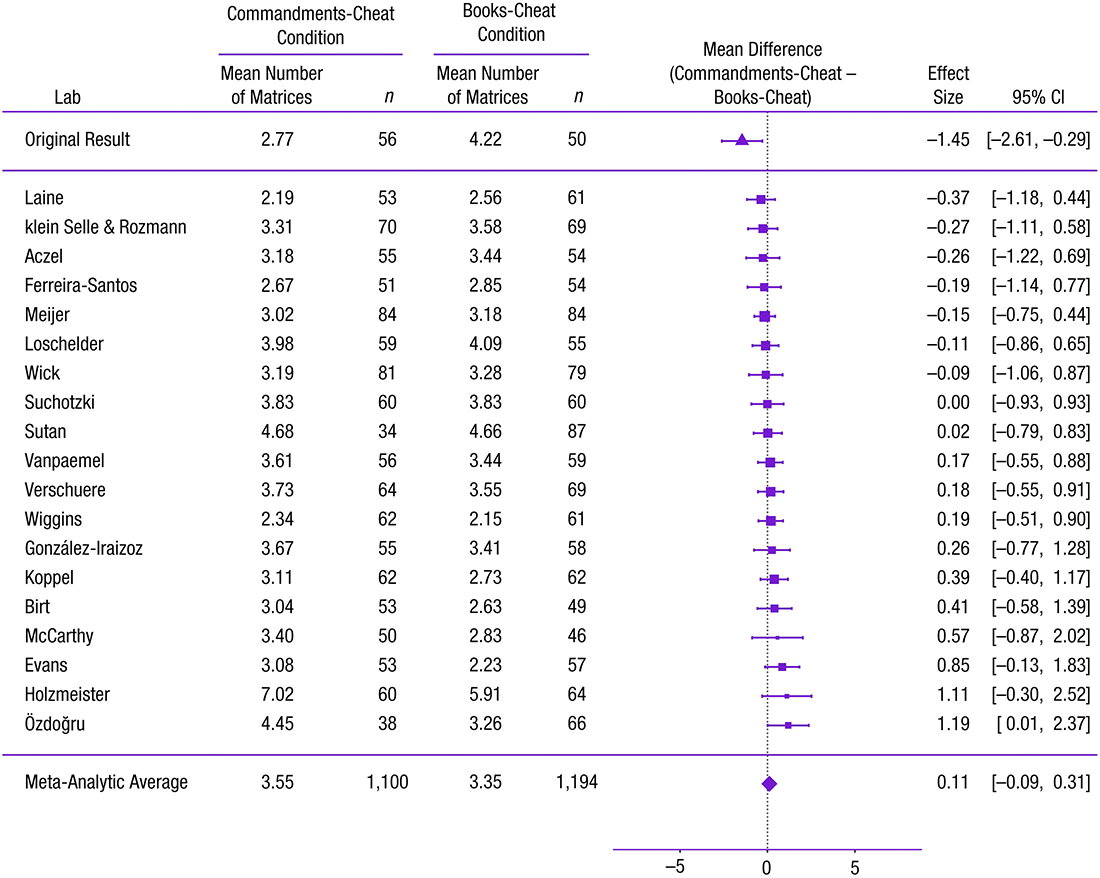 Commandments-Cheat Condition Books-Cheat Condition
Lab Mean Number of Matrices n Mean Number of Matrices n Mean Difference (Commandments-Cheat – Books-Cheat) Effect Size 95% CI
Original Result 2.77 56 4.22 50 –1.45 [–2.61, –0.29]
Laine 2.19 53 2.56 61 –0.37 [–1.18, 0.44]
klein Selle & Rozmann 3.31 70 3.58 69 –0.27 [–1.11, 0.58]
Aczel 3.18 55 3.44 54 –0.26 [–1.22, 0.69]
Ferreira-Santos 2.67 51 2.85 54 –0.19 [–1.14, 0.77]
Meijer 3.02 84 3.18 84 –0.15 [–0.75, 0.44]
Loschelder 3.98 59 4.09 55 –0.11 [–0.86, 0.65]
Wick 3.19 81 3.28 79 –0.09 [–1.06, 0.87]
Suchotzki 3.83 60 3.83 60 0.00 [–0.93, 0.93]
Sutan 4.68 34 4.66 87 0.02 [–0.79, 0.83]
Vanpaemel 3.61 56 3.44 59 0.17 [–0.55, 0.88]
Verschuere 3.73 64 3.55 69 0.18 [–0.55, 0.91]
Wiggins 2.34 62 2.15 61 0.19 [–0.51, 0.90]
González-Iraizoz 3.67 55 3.41 58 0.26 [–0.77, 1.28]
Koppel 3.11 62 2.73 62 0.39 [–0.40, 1.17]
Birt 3.04 53 2.63 49 0.41 [–0.58, 1.39]
McCarthy 3.40 50 2.83 46 0.57 [–0.87, 2.02]
Evans 3.08 53 2.23 57 0.85 [–0.13, 1.83]
Holzmeister 7.02 60 5.91 64 1.11 [–0.30, 2.52]
Özdoğru 4.45 38 3.26 66 1.19 [ 0.01, 2.37]
Meta-Analytic Average 3.55 1,100 3.35 1,194 0.11 [–0.09, 0.31]
–5 0 5